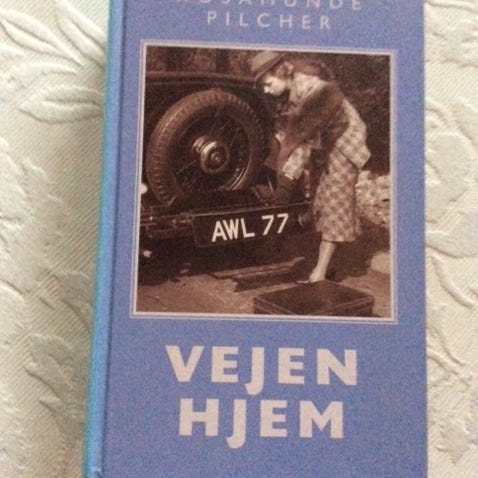 ROSAMUNDE
PILCHER
AWL 77
VEJEN
HJEM